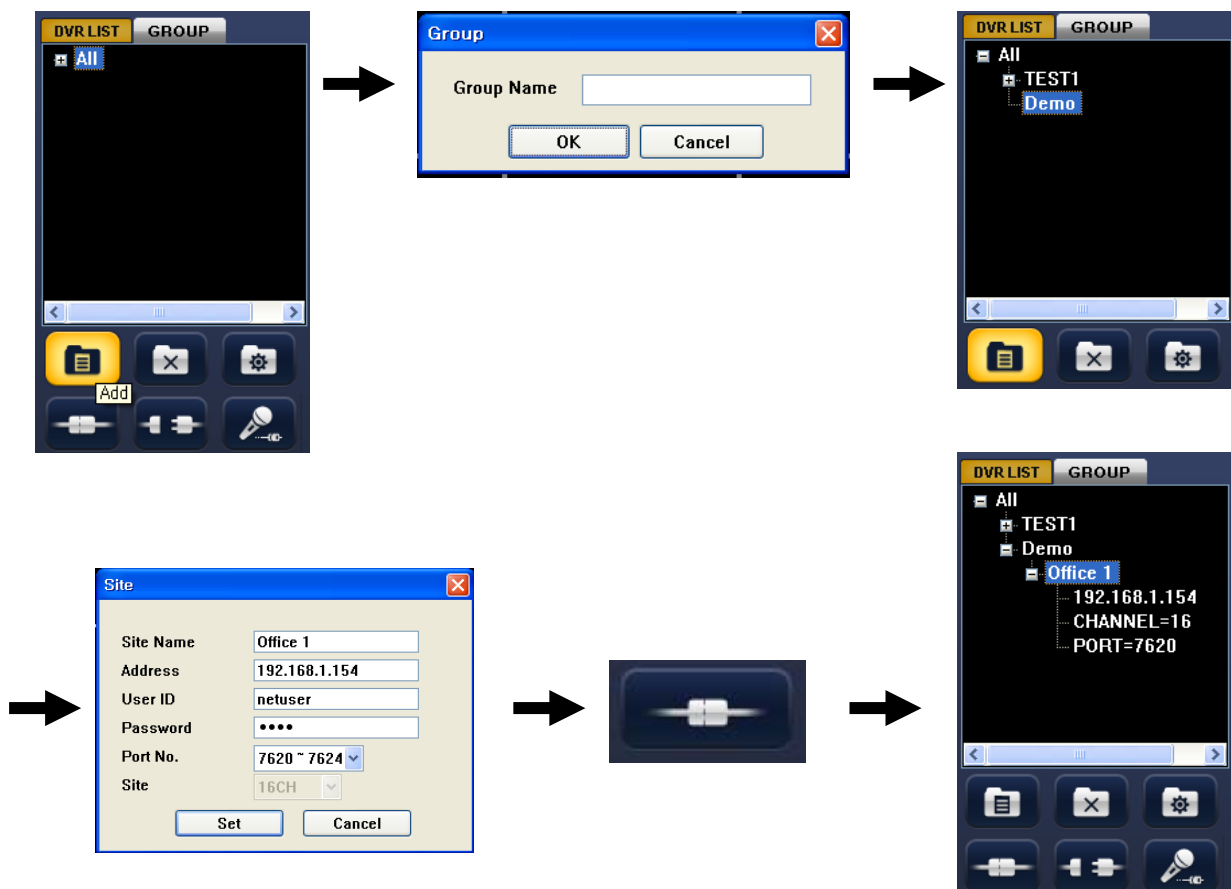 DVR LIST GROUP
All
Add
Group
Group Name
OK Cancel
DVR LIST GROUP
All
TEST1
Demo
Site
Site Name Office 1
Address 192.168.1.154
User ID netuser
Password ••••
Port No. 7620 ~ 7624
Site 16CH
Set Cancel
DVR LIST GROUP
All
TEST1
Demo
Office 1
192.168.1.154
CHANNEL=16
PORT=7620